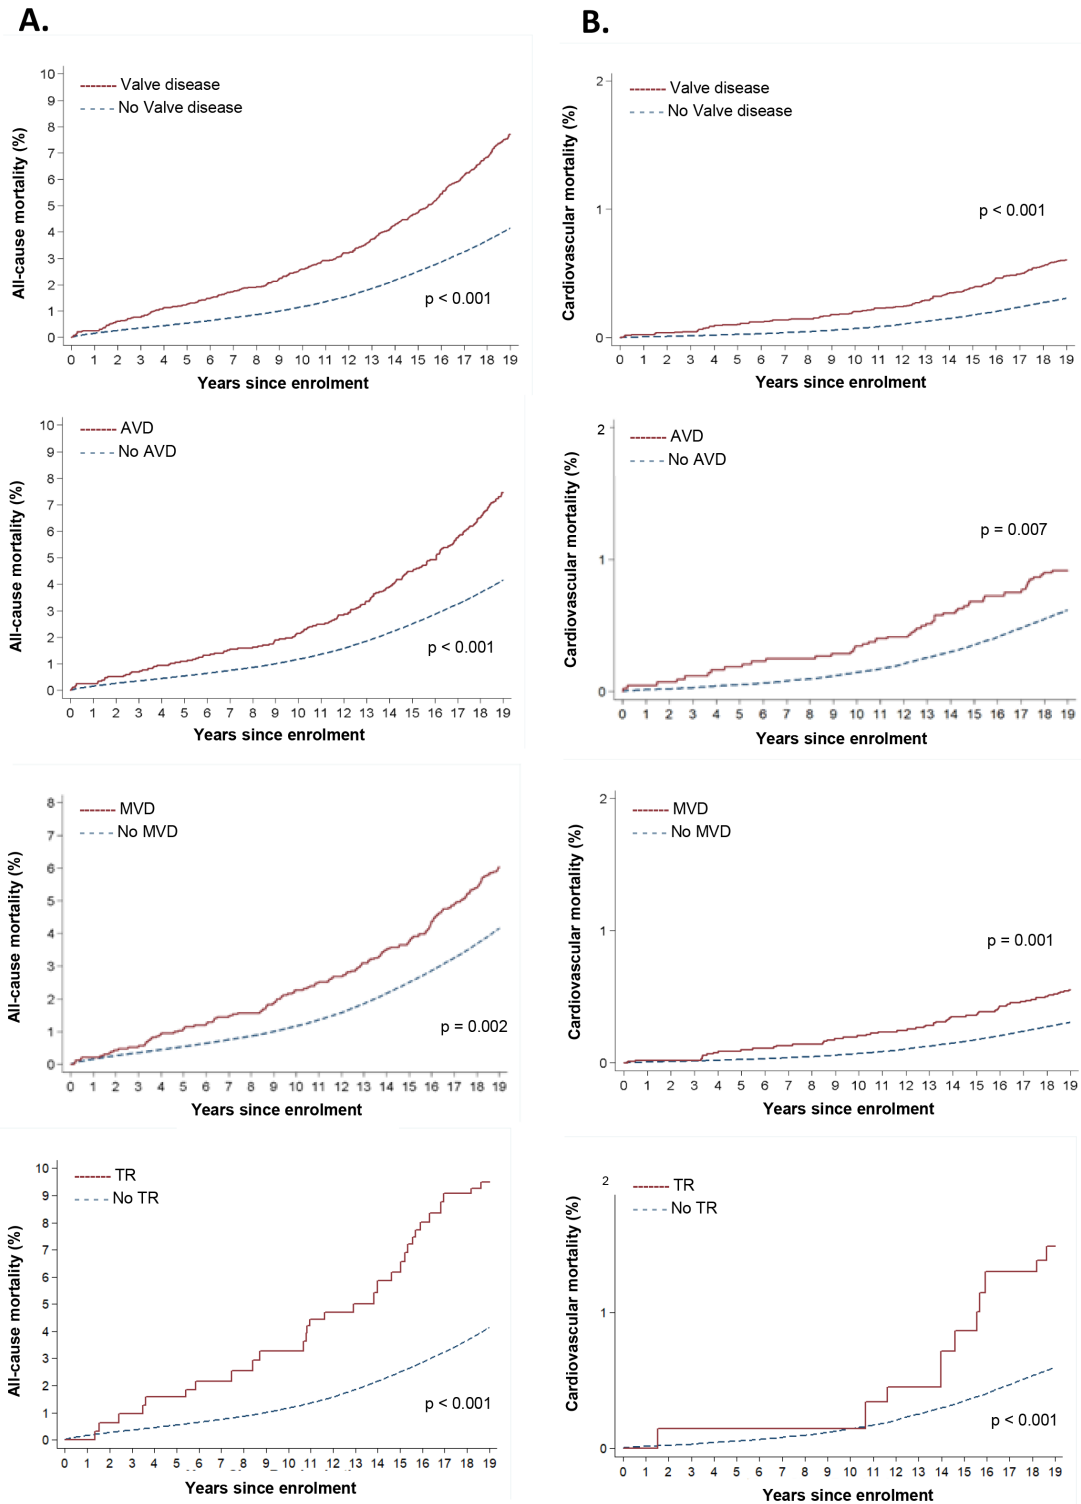 A.
B.
All-cause mortality (%)
10
9
8
7
6
5
4
3
2
1
0
Valve disease
No Valve disease
p < 0.001
0 1 2 3 4 5 6 7 8 9 10 11 12 13 14 15 16 17 18 19
Years since enrolment
Cardiovascular mortality (%)
2
1
0
Valve disease
No Valve disease
p < 0.001
0 1 2 3 4 5 6 7 8 9 10 11 12 13 14 15 16 17 18 19
Years since enrolment
All-cause mortality (%)
10
9
8
7
6
5
4
3
2
1
0
AVD
No AVD
p < 0.001
0 1 2 3 4 5 6 7 8 9 10 11 12 13 14 15 16 17 18 19
Years since enrolment
Cardiovascular mortality (%)
2
1
0
AVD
No AVD
p = 0.007
0 1 2 3 4 5 6 7 8 9 10 11 12 13 14 15 16 17 18 19
Years since enrolment
All-cause mortality (%)
8
7
6
5
4
3
2
1
0
MVD
No MVD
p = 0.002
0 1 2 3 4 5 6 7 8 9 10 11 12 13 14 15 16 17 18 19
Years since enrolment
Cardiovascular mortality (%)
2
1
0
MVD
No MVD
p = 0.001
0 1 2 3 4 5 6 7 8 9 10 11 12 13 14 15 16 17 18 19
Years since enrolment
All-cause mortality (%)
10
9
8
7
6
5
4
3
2
1
0
TR
No TR
p < 0.001
0 1 2 3 4 5 6 7 8 9 10 11 12 13 14 15 16 17 18 19
Years since enrolment
Cardiovascular mortality (%)
2
1
0
TR
No TR
p < 0.001
0 1 2 3 4 5 6 7 8 9 10 11 12 13 14 15 16 17 18 19
Years since enrolment